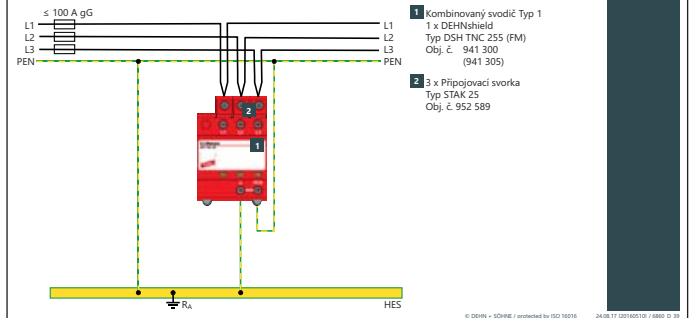 ≤ 100 A gG
L1
L2
L3
PEN
L1
L2
L3
PEN
1 Kombinovaný svodič Typ 1
1 x DEHNshield
Typ DSH TNC 255 (FM)
Obj. č. 941 300
(941 305)
2 3 x Připojovací svorka
Typ STAK 25
Obj. č. 952 589
2
1
RA
HES
© DEHN + SÖHNE / protected by ISO 16016 24.08.17 (20160510) / 6860_D_39